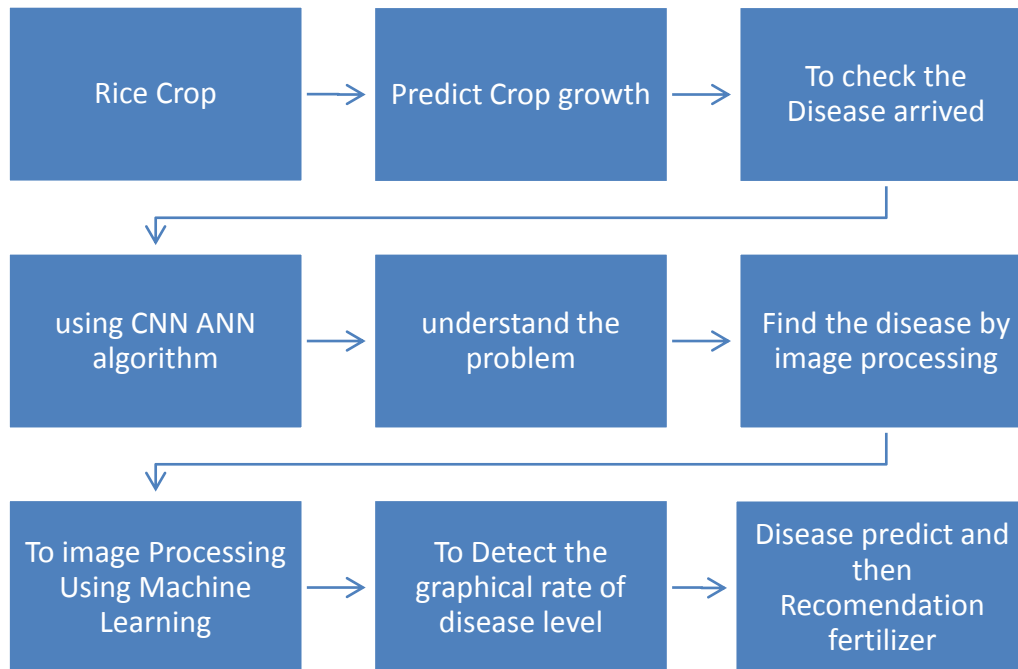 Rice Crop
Predict Crop growth
To check the
Disease arrived
using CNN ANN
algorithm
understand the
problem
Find the disease by
image processing
To image Processing
Using Machine
Learning
To Detect the
graphical rate of
disease level
Disease predict and
then
Recomendation
fertilizer